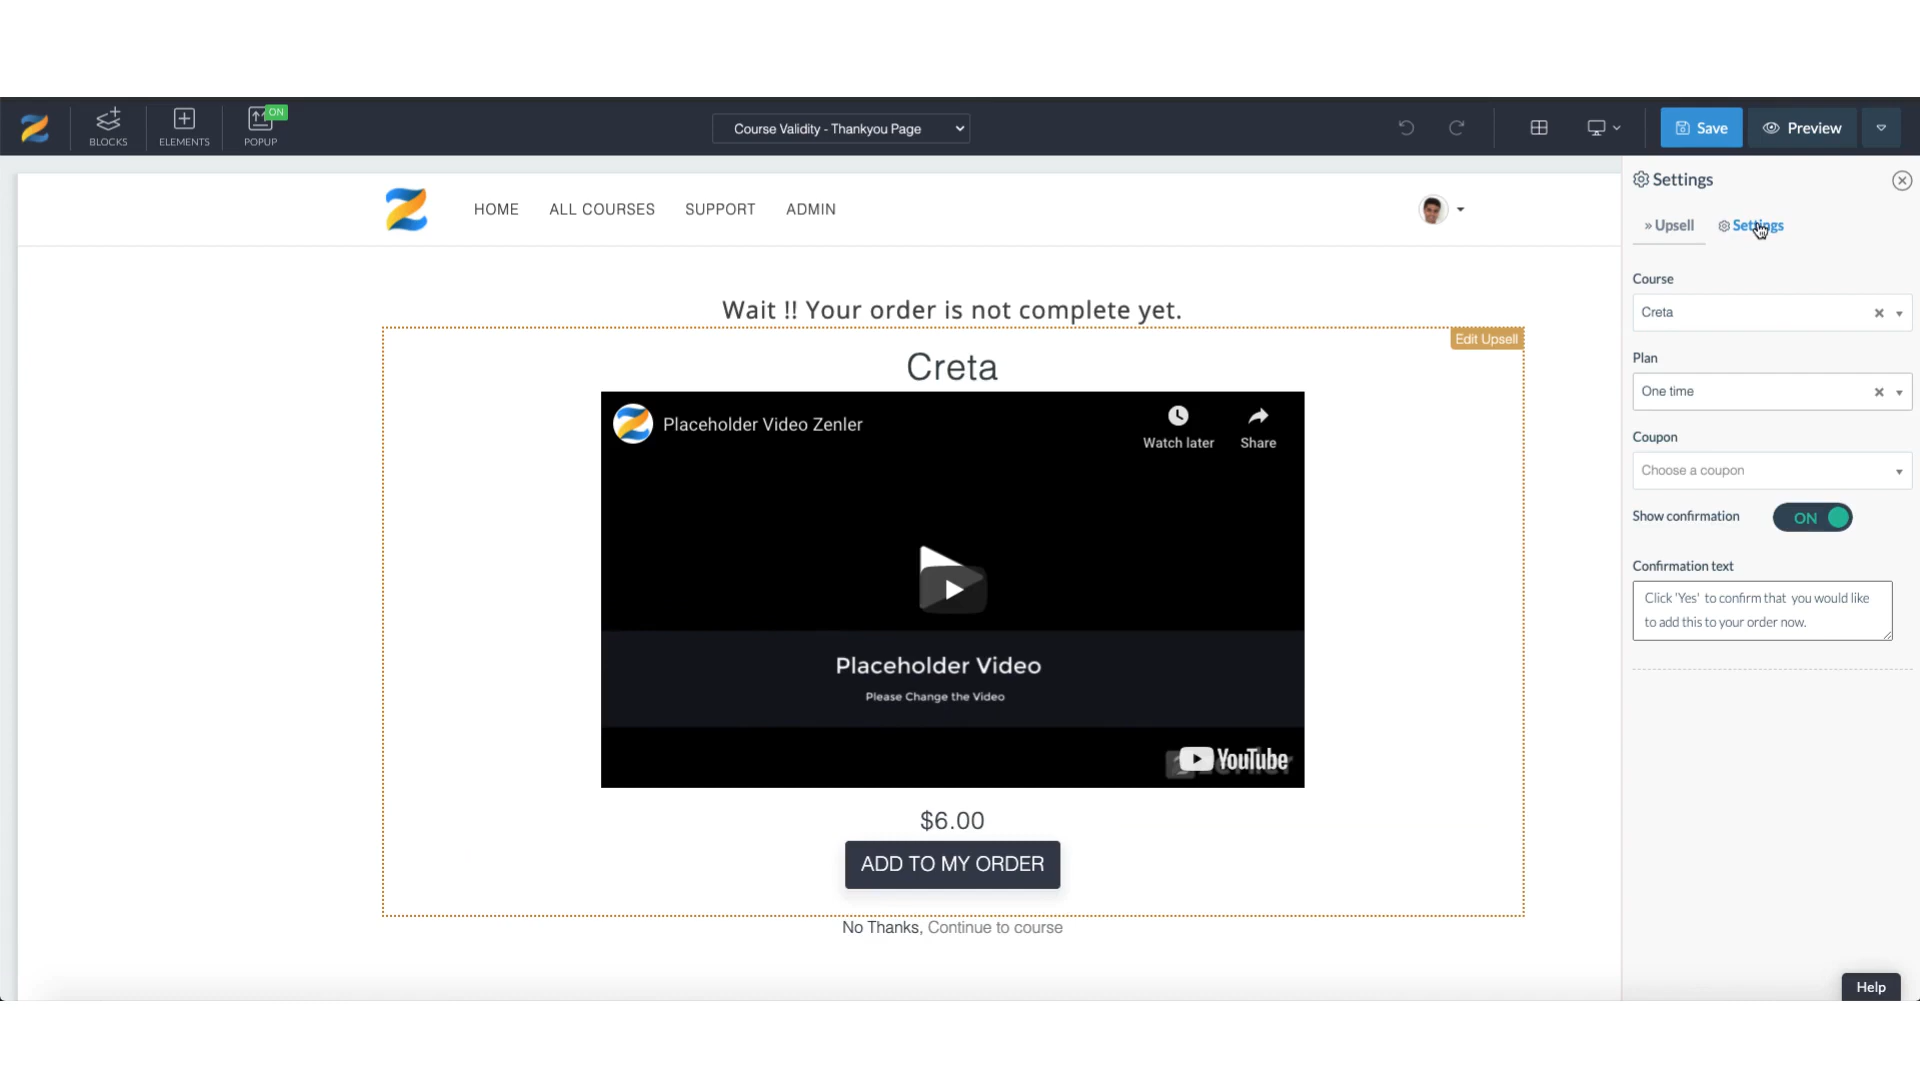 BLOCKS
ELEMENTS
POPUP
ON
Course Validity - Thankyou Page
Save
Preview
HOME
ALL COURSES
SUPPORT
ADMIN
Wait !! Your order is not complete yet.
Edit Upsell
Creta
Placeholder Video Zenler
Watch later
Share
Placeholder Video
Please Change the Video
YouTube
$6.00
ADD TO MY ORDER
No Thanks, Continue to course
Settings
» Upsell
Settings
Course
Creta
Plan
One time
Coupon
Choose a coupon
Show confirmation
ON
Confirmation text
Click 'Yes' to confirm that you would like
to add this to your order now.
Help